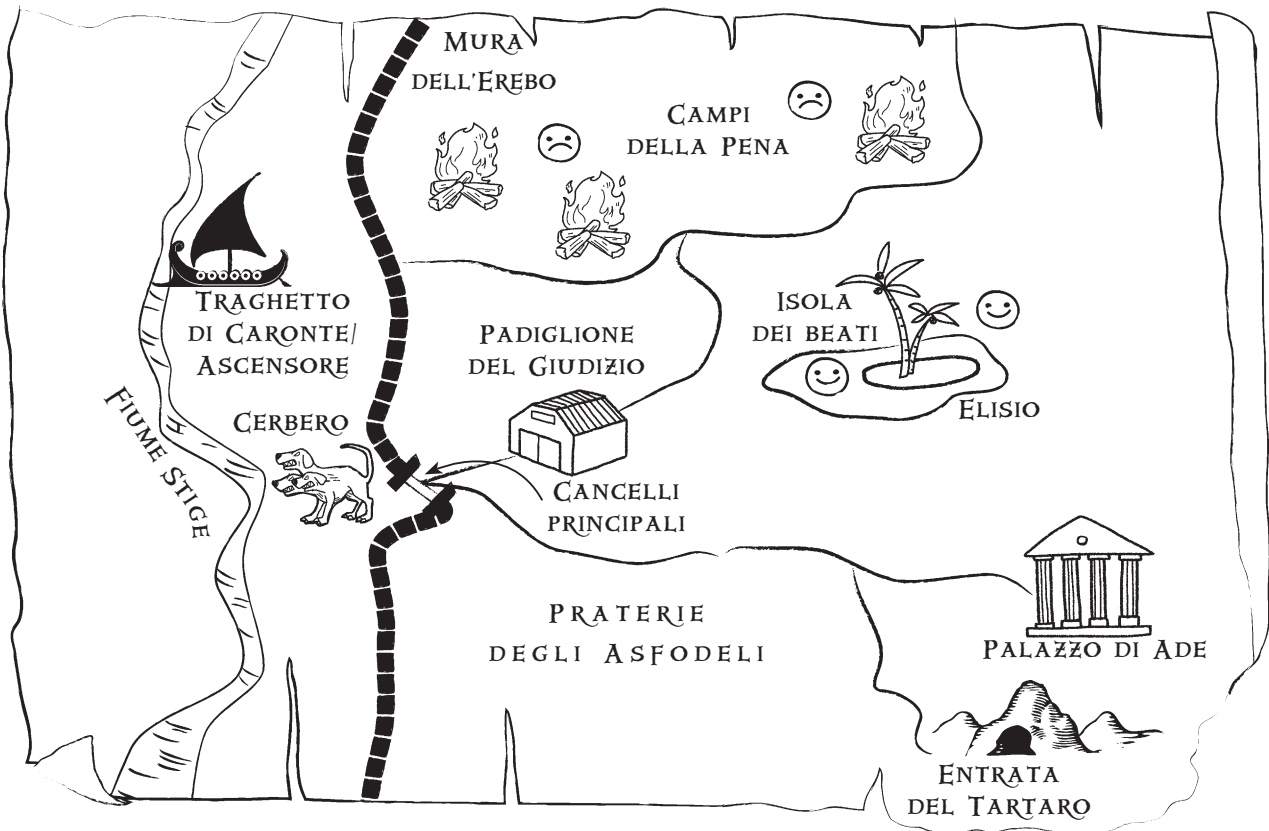 Mura
dell'Erebo
Campi
della Pena
Traghetto
di Caronte/
Ascensore
Padiglione
del Giudizio
Isola
dei beati
Elisio
Fiume Stige
Cerbero
Cancelli
principali
Praterie
degli Asfodeli
Palazzo di Ade
Entrata
del Tartaro